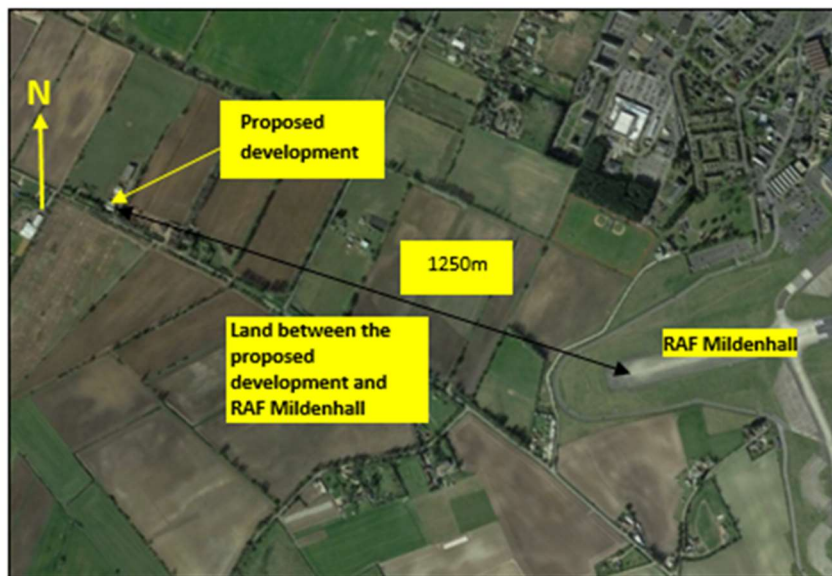 N
Proposed
development
1250m
Land between the
proposed
development and
RAF Mildenhall
RAF Mildenhall